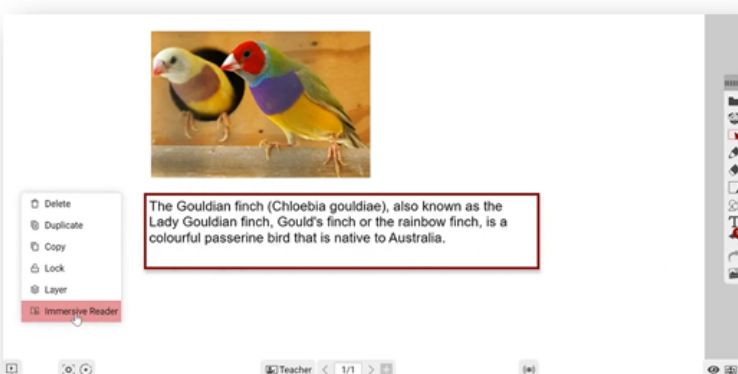 The Gouldian finch (Chloebia gouldiae), also known as the
Lady Gouldian finch, Gould's finch or the rainbow finch, is a
colourful passerine bird that is native to Australia.
Delete
Duplicate
Copy
Lock
Layer
Immersive Reader
Teacher
1/1